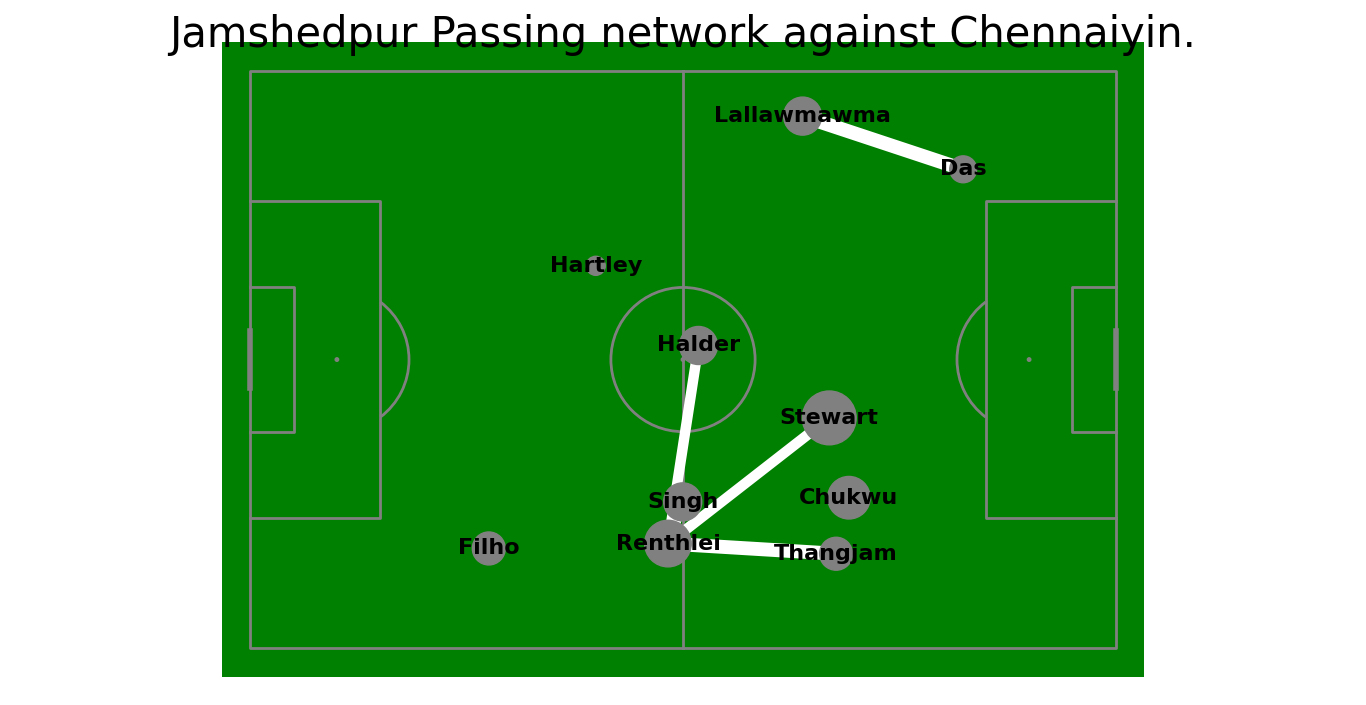 Jamshedpur Passing network against Chennaiyin.
Lallawmawma
Das
Hartley
Halder
Stewart
Chukwu
Singh
Renthlei
Filho
Thangjam